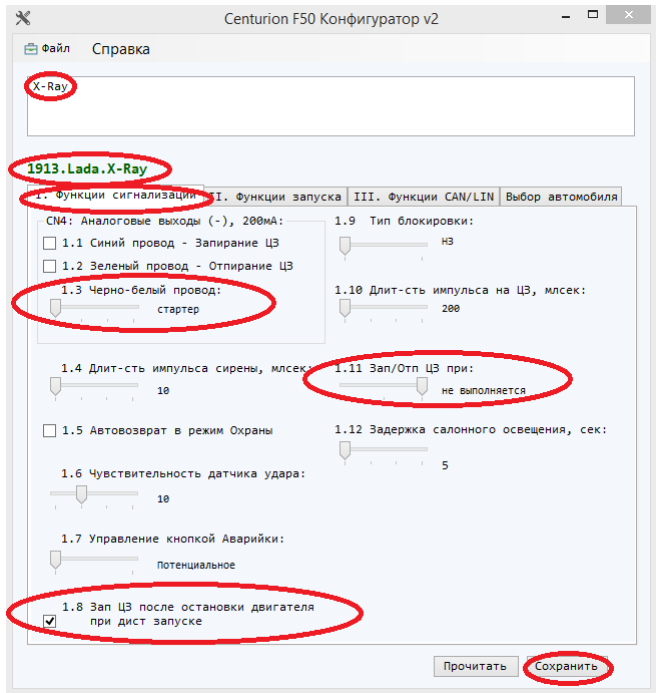 Centurion F50 Конфигуратор v2
Файл Справка
X-Ray
1913.Lada.X-Ray
I. Функции сигнализации II. Функции запуска III. Функции CAN/LIN Выбор автомобиля
CN4: Аналоговые выходы (-), 200мА:
1.1 Синий провод - Запирание ЦЗ
1.2 Зеленый провод - Отпирание ЦЗ
1.3 Черно-белый провод:
стартер
1.4 Длит-сть импульса сирены, млсек:
10
1.5 Автовозврат в режим Охраны
1.6 Чувствительность датчика удара:
10
1.7 Управление кнопкой Аварийки:
Потенциальное
1.8 Зап ЦЗ после остановки двигателя
при дист запуске
1.9 Тип блокировки:
НЗ
1.10 Длит-сть импульса на ЦЗ, млсек:
200
1.11 Зап/Отп ЦЗ при:
не выполняется
1.12 Задержка салонного освещения, сек:
5
Прочитать Сохранить